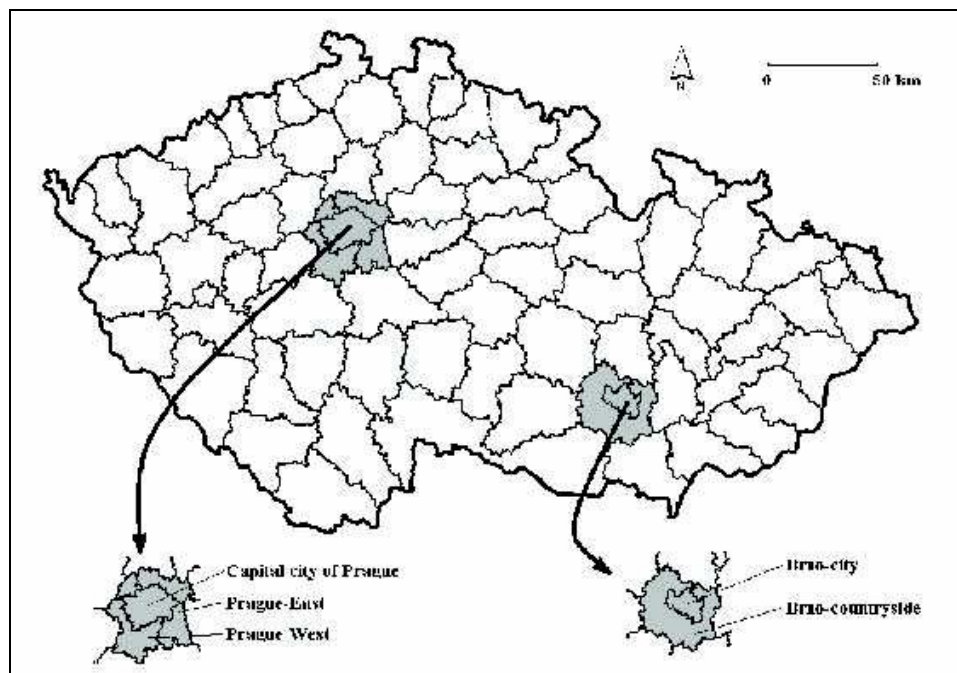 N
0 50 km
Capital city of Prague
Prague-East
Prague-West
Brno-city
Brno-countryside